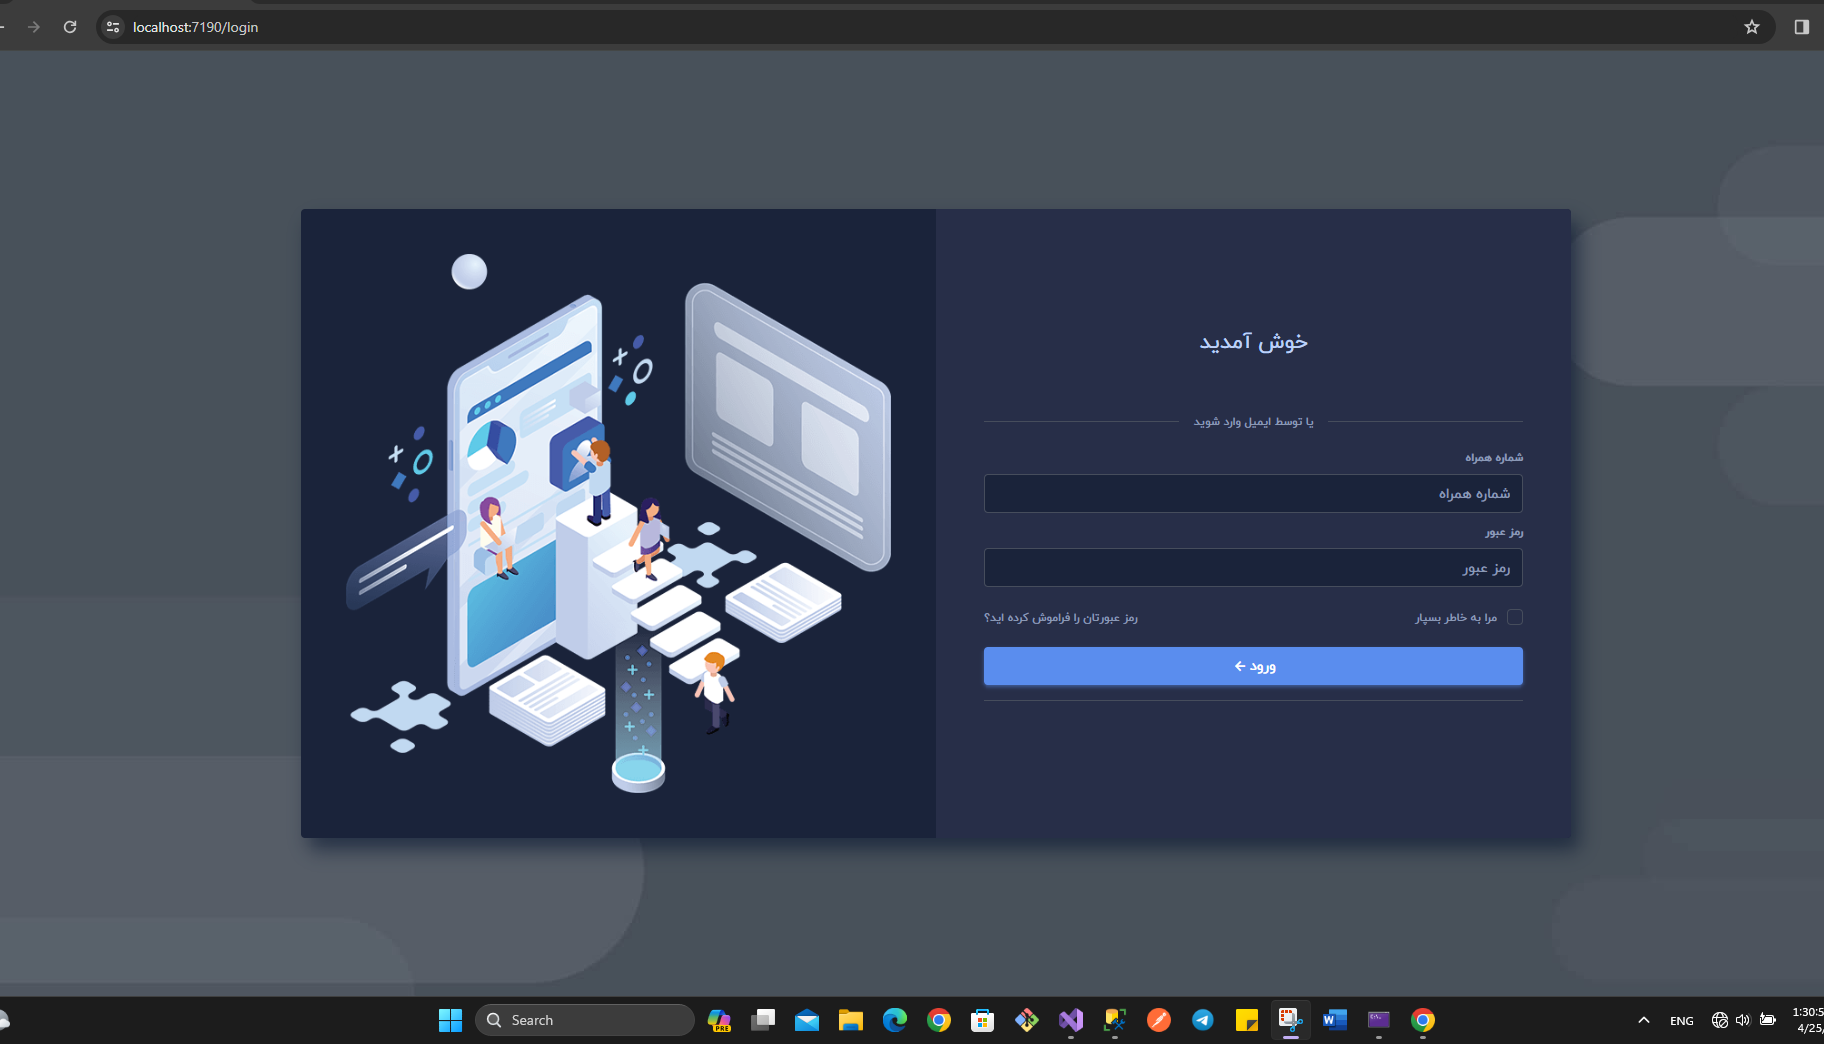 localhost:7190/login
خوش آمدید
یا توسط ایمیل وارد شوید
شماره همراه
شماره همراه
رمز عبور
رمز عبور
مرا به خاطر بسپار
رمز عبورتان را فراموش کرده اید؟
ورود ←
Search
PRE
ENG
1:30:5
4/25/